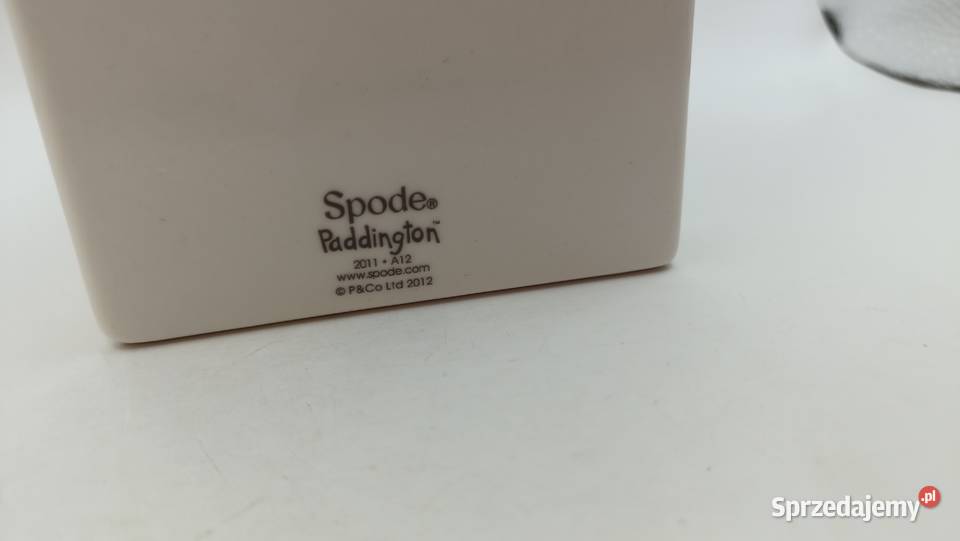 Spode®
Paddington™
2011 • A12
www.spode.com
© P&Co Ltd 2012
Sprzedajemy.pl